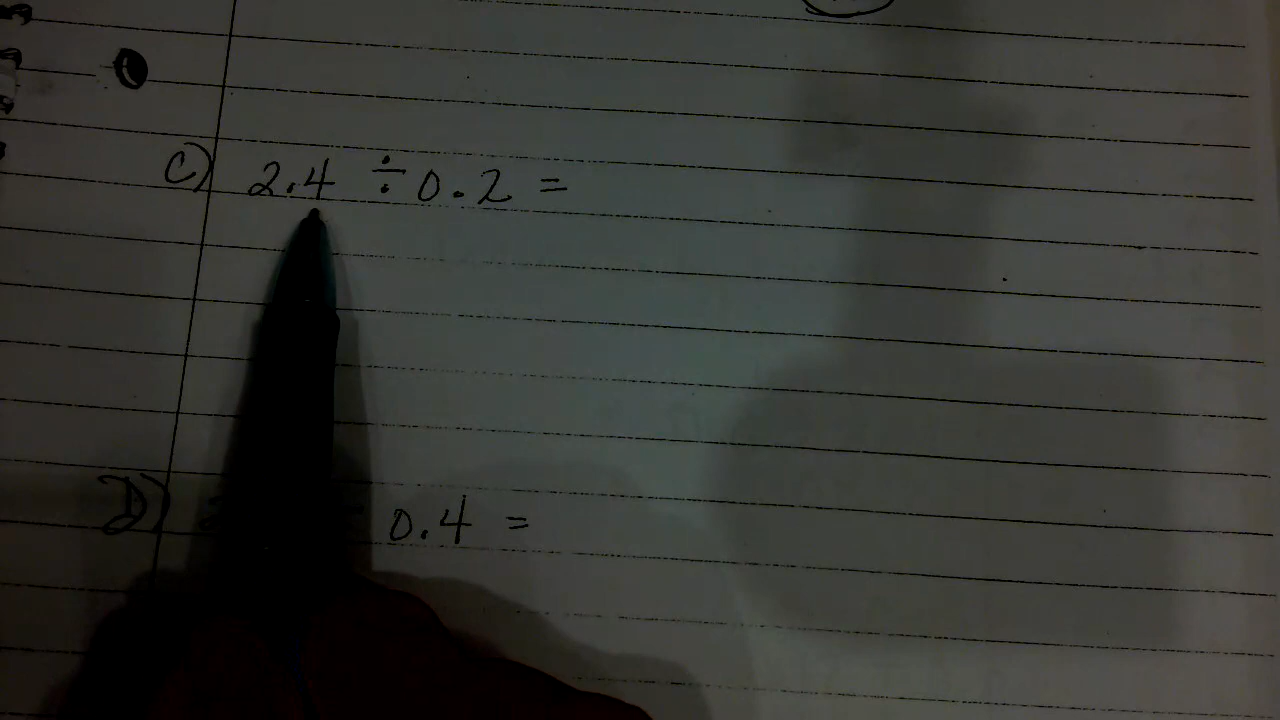 C) 2.4 ÷ 0.2 =
D) 0.4 =